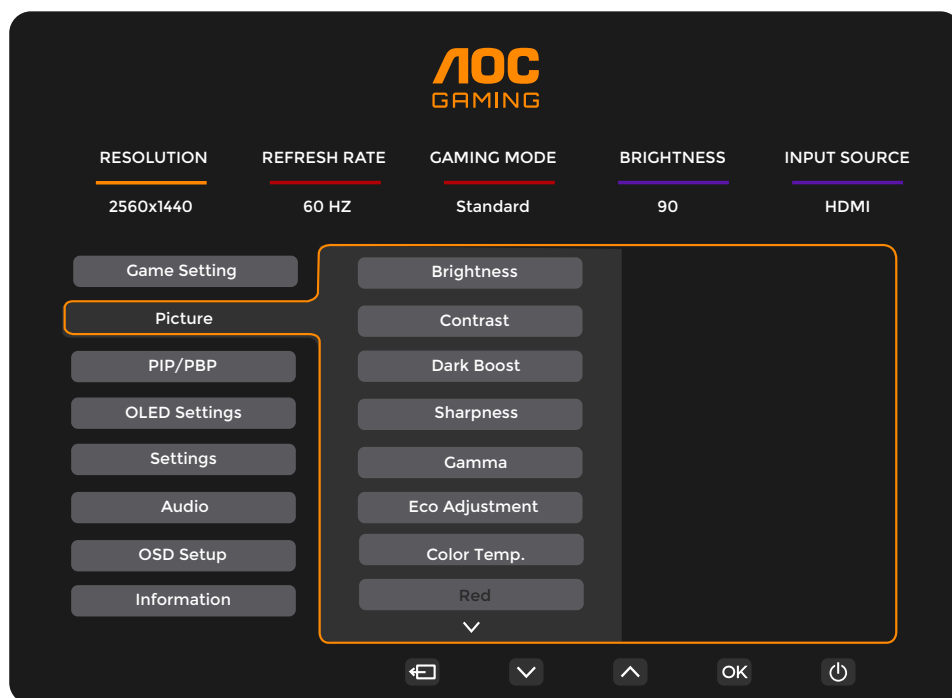 AOC
GAMING
RESOLUTION REFRESH RATE GAMING MODE BRIGHTNESS INPUT SOURCE
2560x1440 60 HZ Standard 90 HDMI
Game Setting
Picture
PIP/PBP
OLED Settings
Settings
Audio
OSD Setup
Information
Brightness
Contrast
Dark Boost
Sharpness
Gamma
Eco Adjustment
Color Temp.
Red
OK